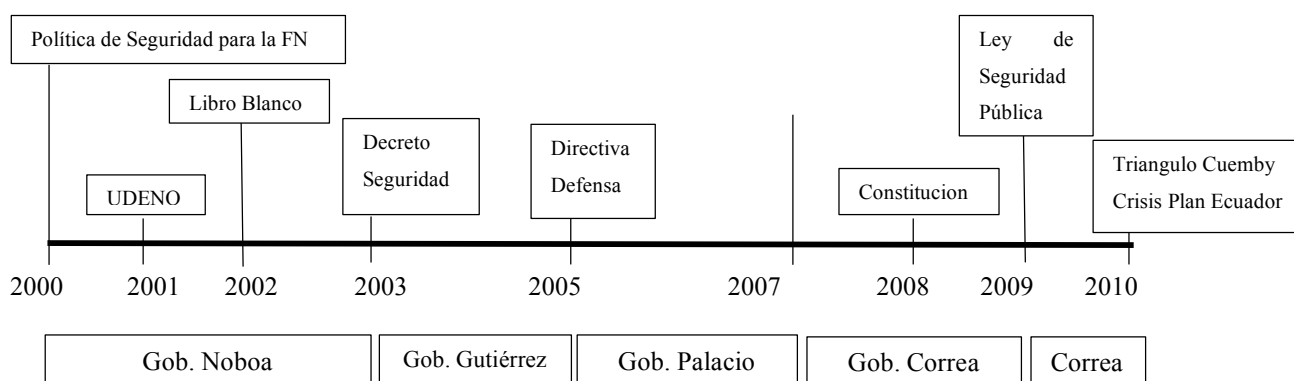 Política de Seguridad para la FN
Libro Blanco
UDENO
Decreto
Seguridad
Directiva
Defensa
Constitucion
Ley de
Seguridad
Pública
Triangulo Cuemby
Crisis Plan Ecuador
2000 2001 2002 2003 2005 2007 2008 2009 2010
Gob. Noboa Gob. Gutiérrez Gob. Palacio Gob. Correa Correa